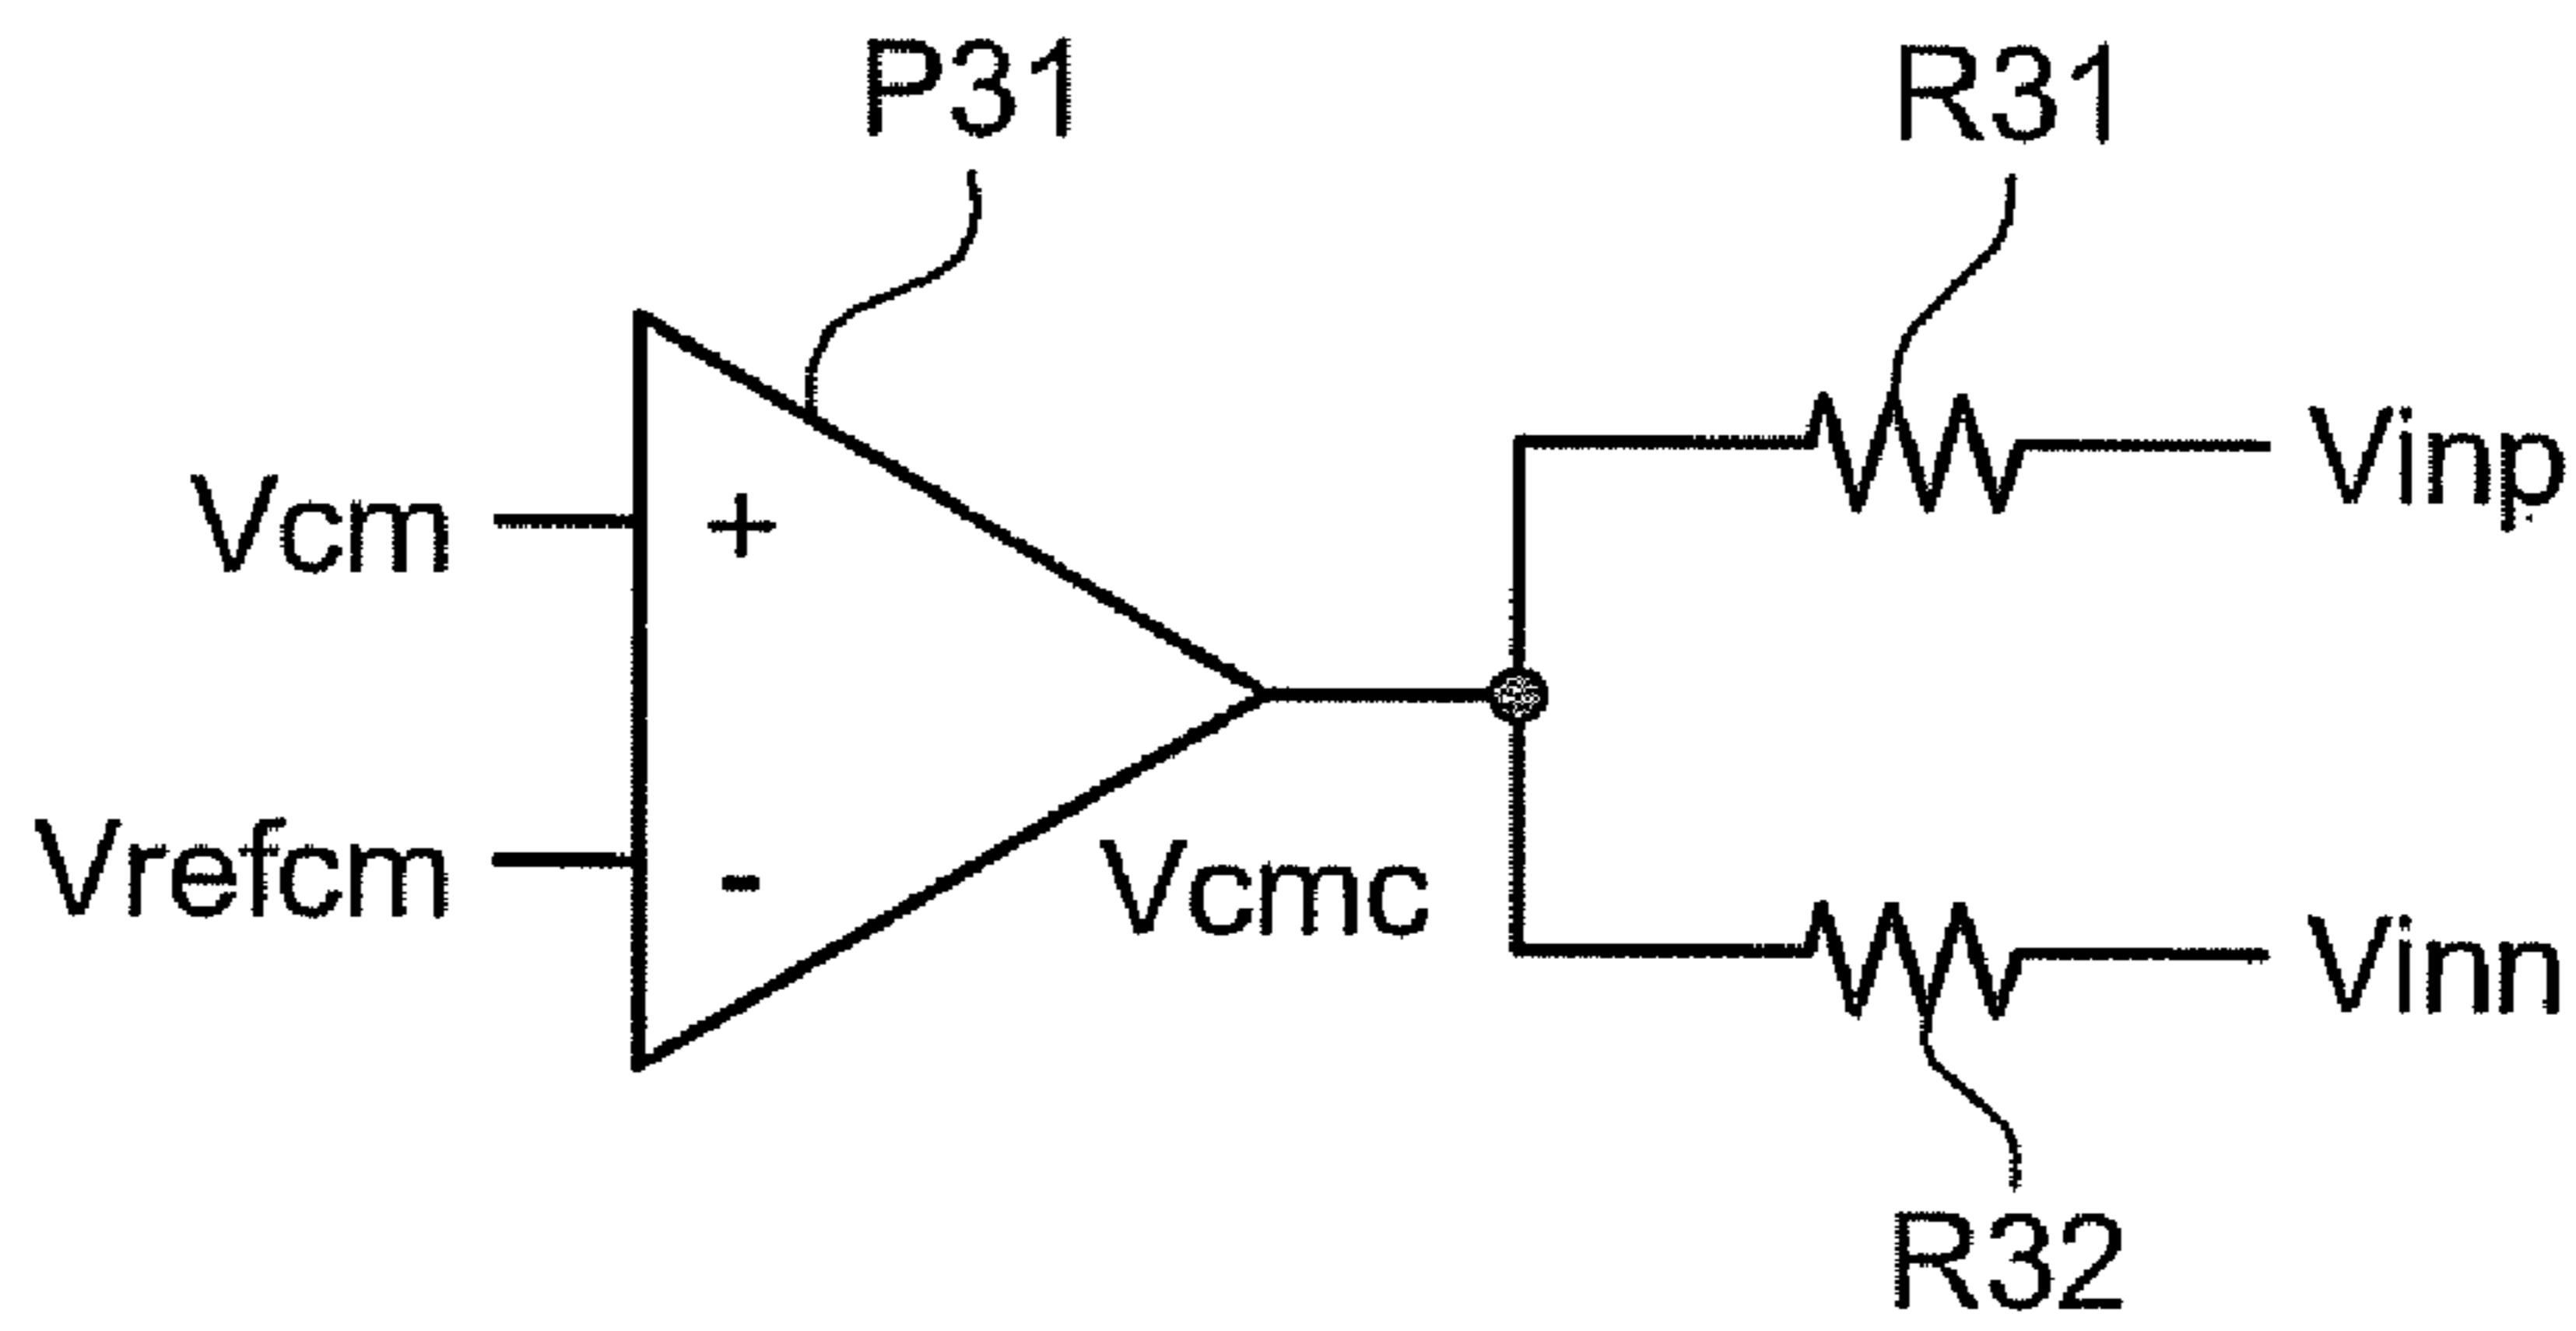 P31
R31
Vcm
+
Vinp
Vrefcm
-
Vcmc
Vinn
R32